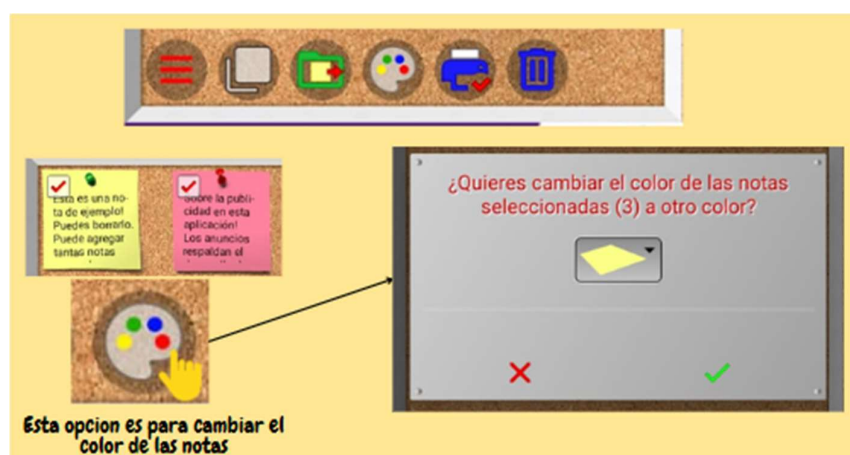 Esta es una no-
ta de ejemplo!
Puedes borrarlo.
Puede agregar
tantas notas
Sobre la publi-
cidad en esta
aplicación!
Los anuncios
respaldan el
¿Quieres cambiar el color de las notas
seleccionadas (3) a otro color?
Esta opcion es para cambiar el
color de las notas